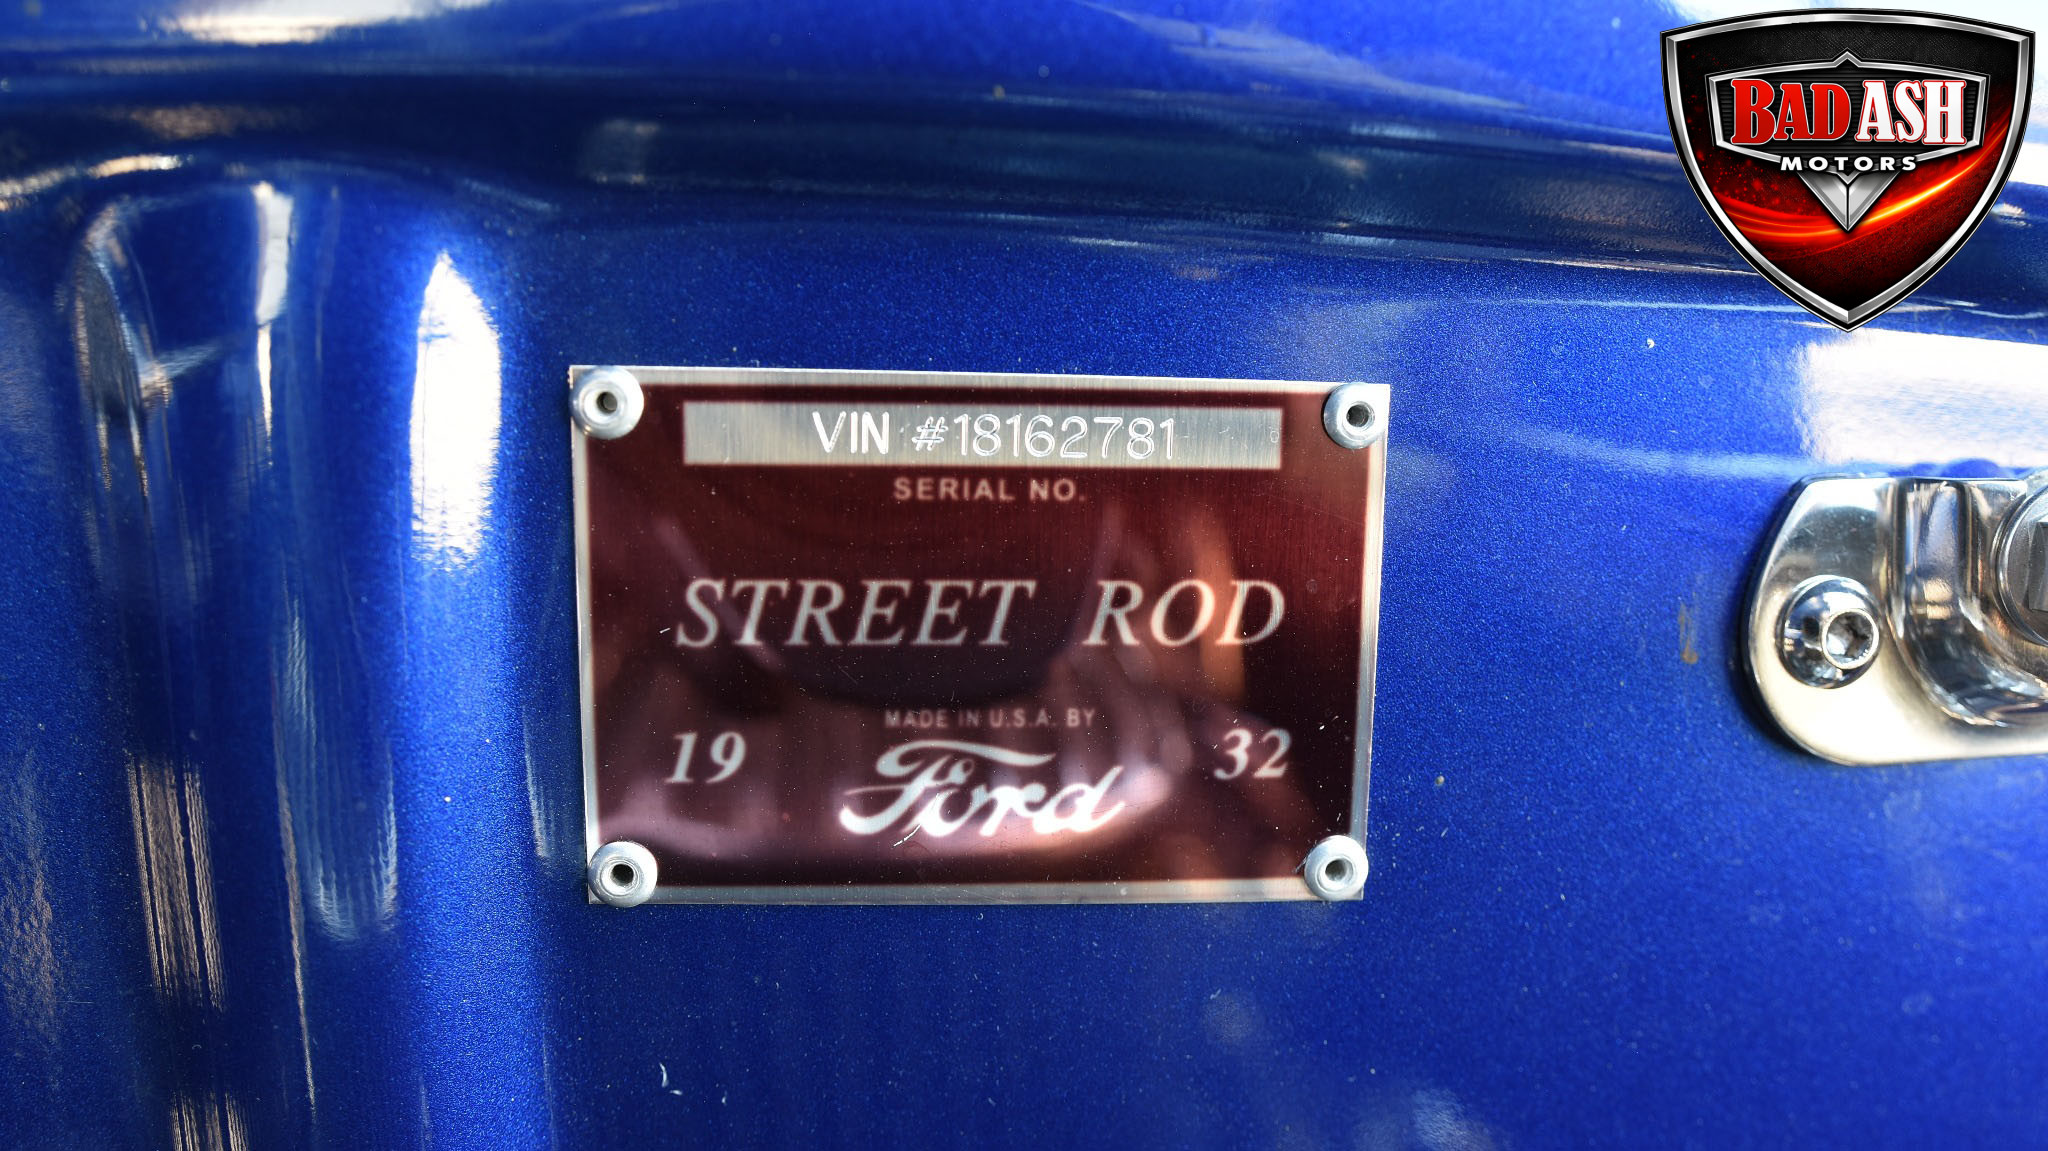 BAD ASH
MOTORS
VIN #18162781
SERIAL NO.
STREET ROD
MADE IN U.S.A. BY
19 Ford 32